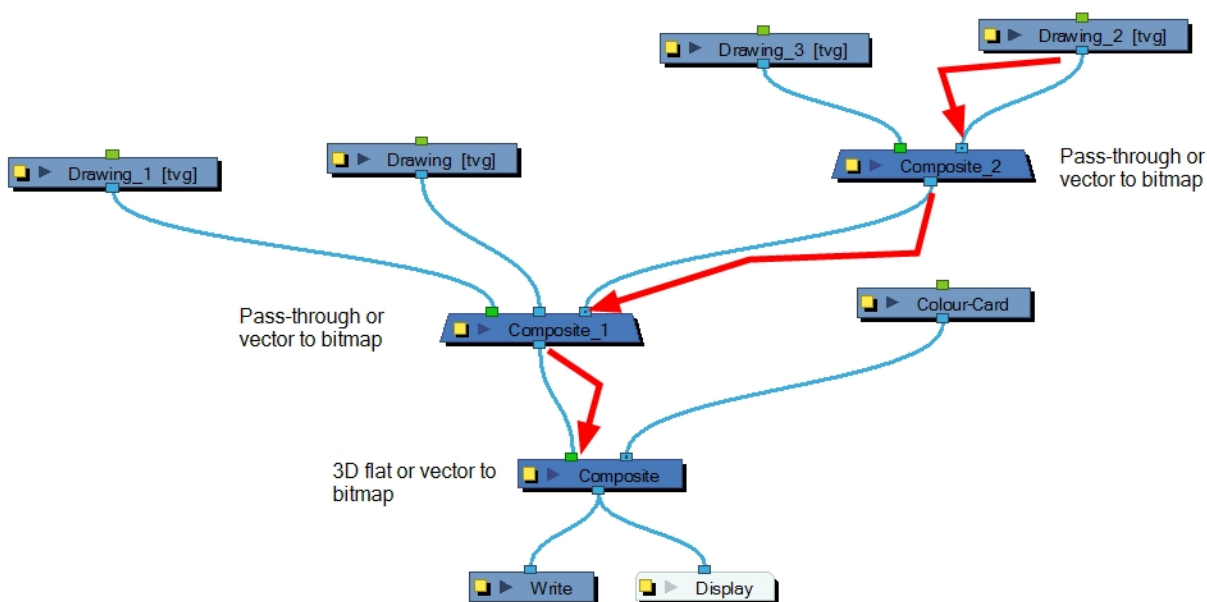 Drawing_3 [tvg]
Drawing_2 [tvg]
Drawing_1 [tvg]
Drawing [tvg]
Composite_2
Pass-through or
vector to bitmap
Colour-Card
Pass-through or
vector to bitmap
Composite_1
3D flat or vector to
bitmap
Composite
Write
Display